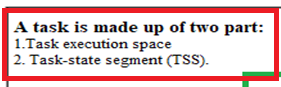 A task is made up of two part:
1.Task execution space
2. Task-state segment (TSS).